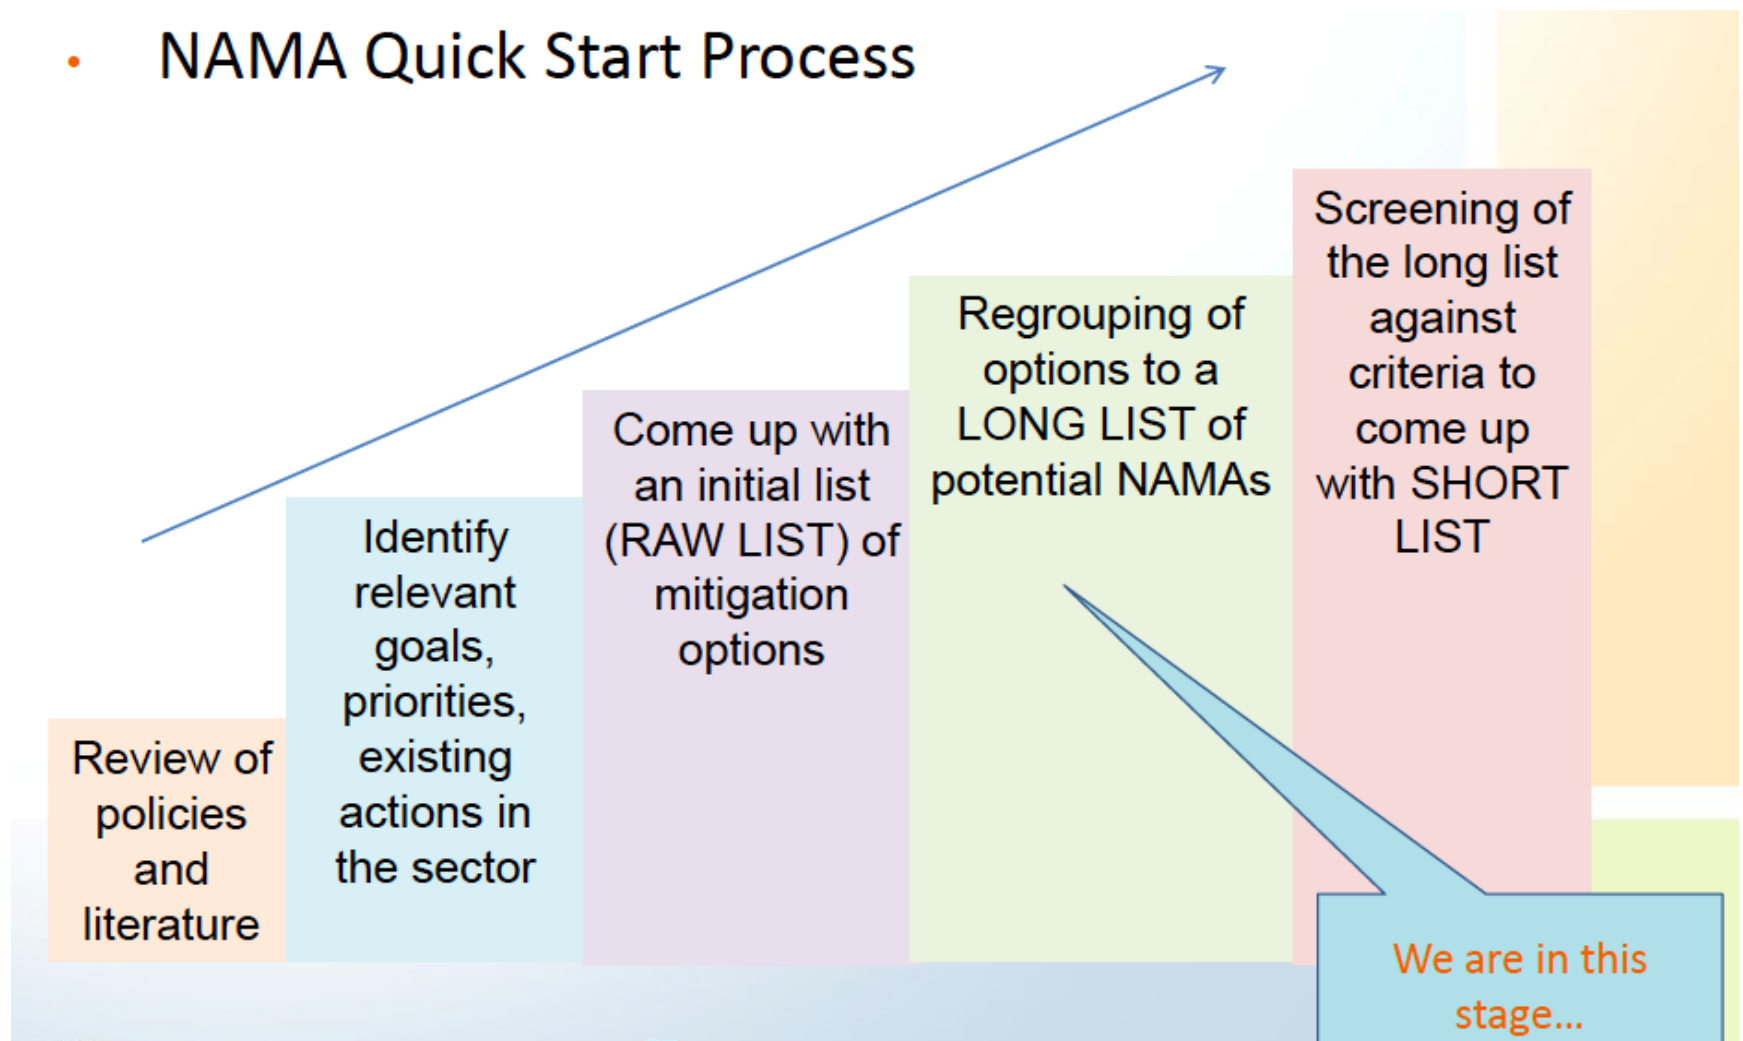 • NAMA Quick Start Process
Review of
policies
and
literature
Identify
relevant
goals,
priorities,
existing
actions in
the sector
Come up with
an initial list
(RAW LIST) of
mitigation
options
Regrouping of
options to a
LONG LIST of
potential NAMAs
Screening of
the long list
against
criteria to
come up
with SHORT
LIST
We are in this
stage...